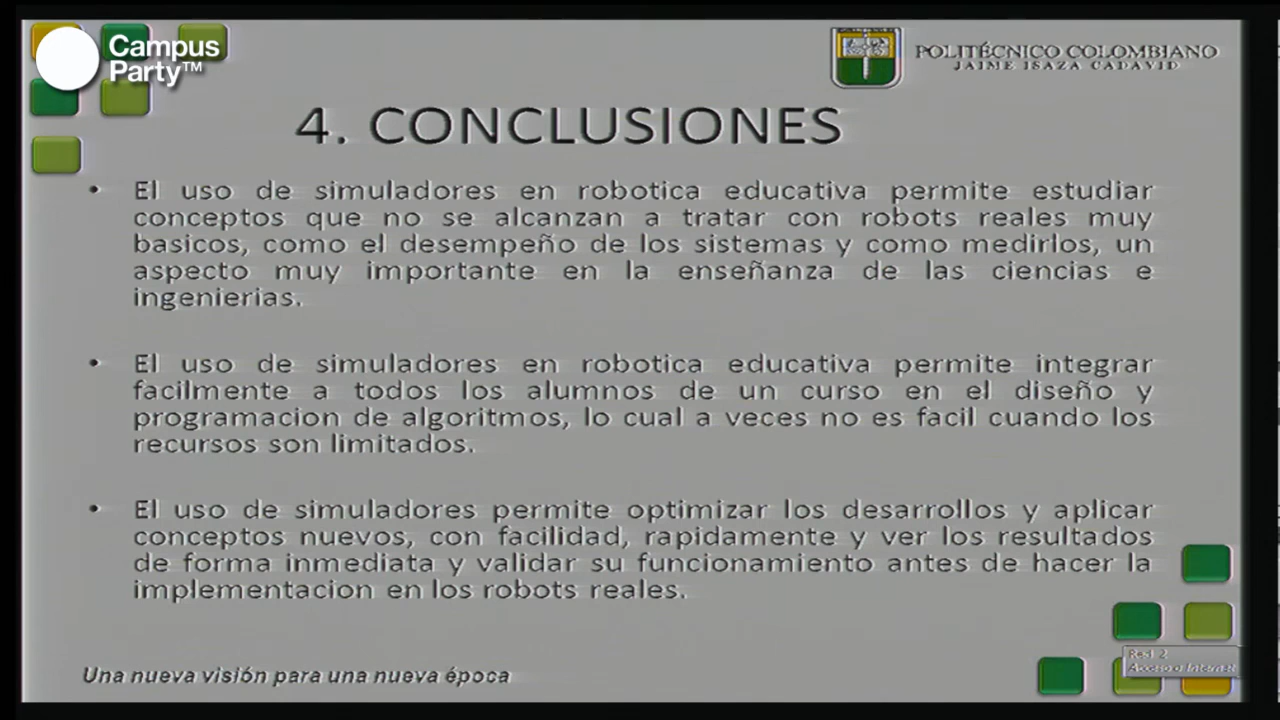 Campus
Party™
POLITÉCNICO COLOMBIANO
JAIME ISAZA CADAVID
4. CONCLUSIONES
• El uso de simuladores en robotica educativa permite estudiar
conceptos que no se alcanzan a tratar con robots reales muy
basicos, como el desempeño de los sistemas y como medirlos, un
aspecto muy importante en la enseñanza de las ciencias e
ingenierias.
• El uso de simuladores en robotica educativa permite integrar
facilmente a todos los alumnos de un curso en el diseño y
programacion de algoritmos, lo cual a veces no es facil cuando los
recursos son limitados.
• El uso de simuladores permite optimizar los desarrollos y aplicar
conceptos nuevos, con facilidad, rapidamente y ver los resultados
de forma inmediata y validar su funcionamiento antes de hacer la
implementacion en los robots reales.
Una nueva visión para una nueva época
Red 2
Acceso a Internet